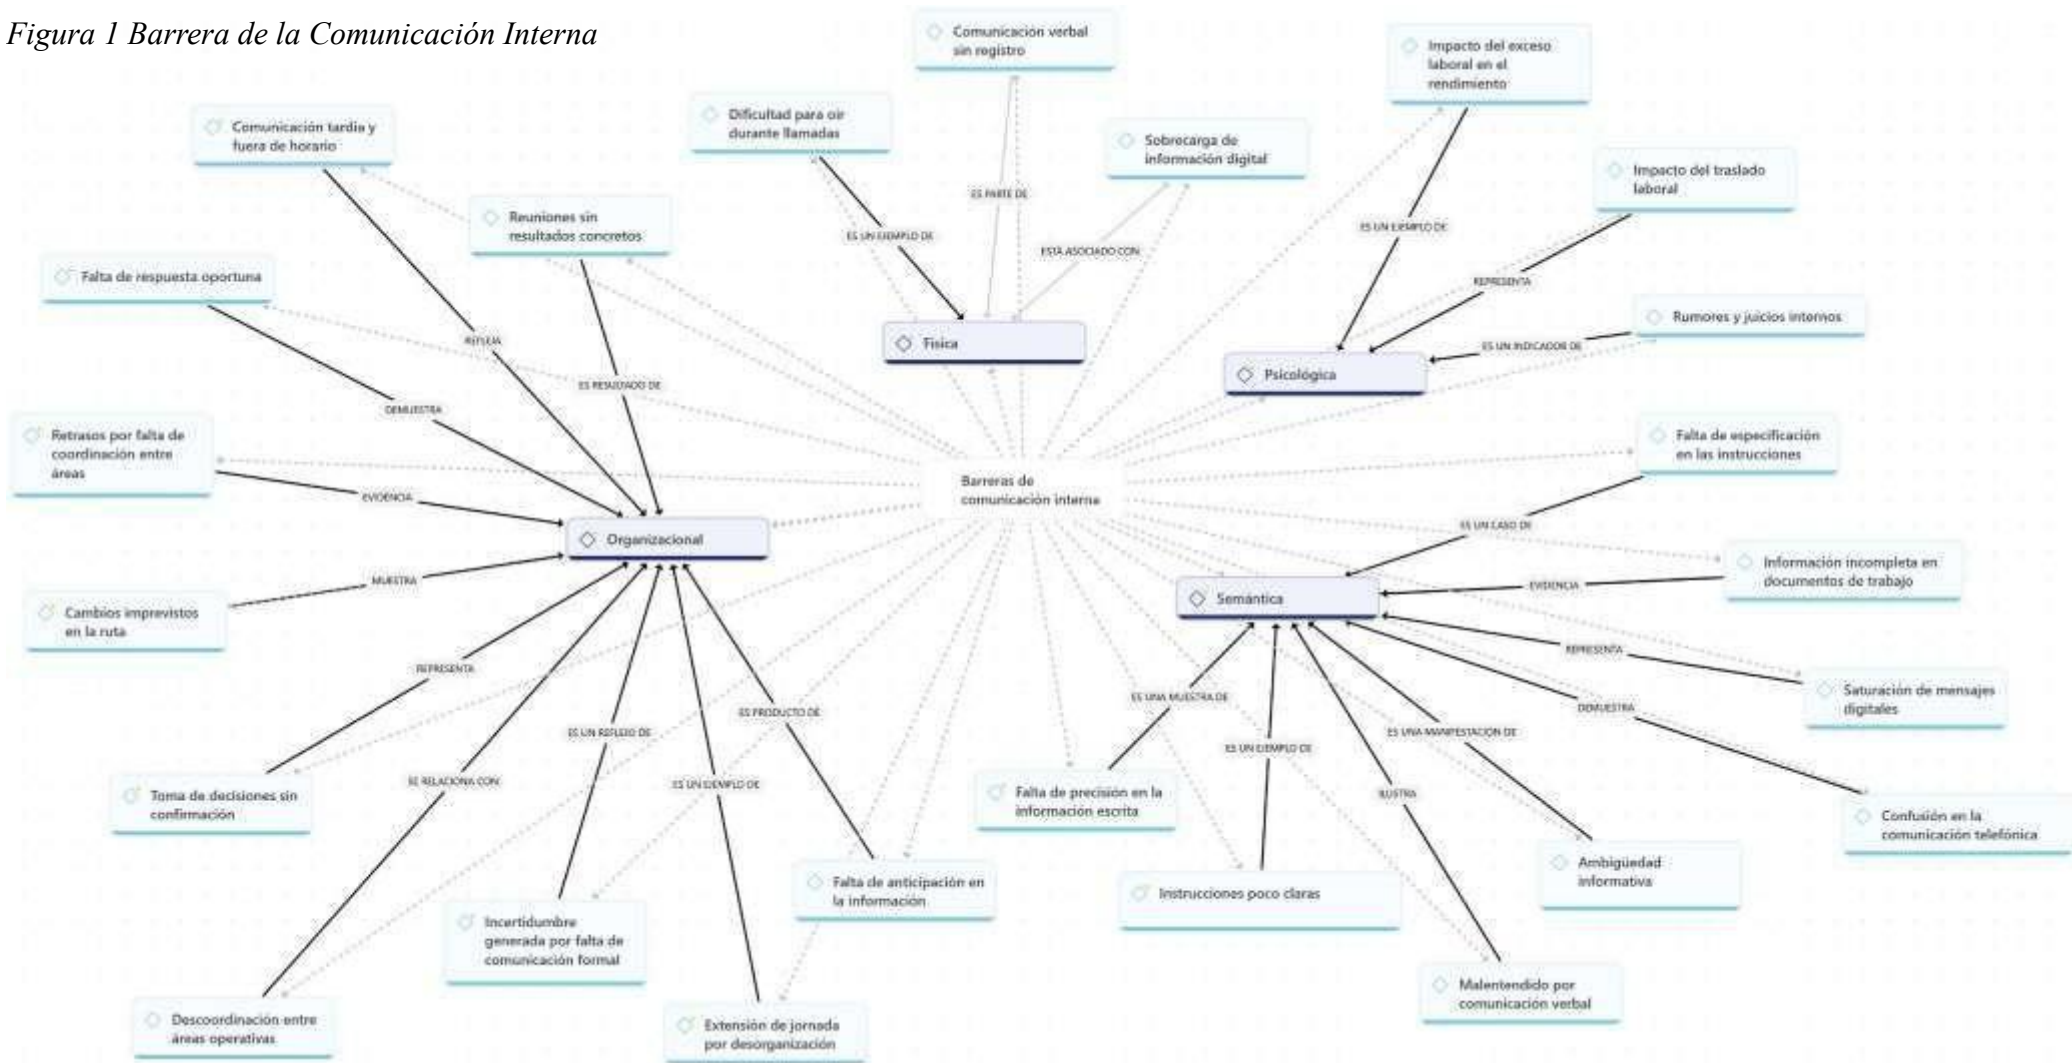 Figura 1 Barrera de la Comunicación Interna
Comunicación verbal
sin registro
Impacto del exceso
laboral en el
rendimiento
Dificultad para oir
durante llamadas
Comunicación tardia y
fuera de horario
Sobrecarga de
información digital
Impacto del traslado
laboral
ES PARTE DE
Reuniones sin
resultados concretos
ES UN EJEMPLO DE
ESTÁ ASOCIADO CON
ES UN EJEMPLO DE
Falta de respuesta oportuna
REPRESENTA
Rumores y juicios internos
REFLEJA
Física
ES UN INDICADOR DE
Psicológica
ES RESULTADO DE
DEMUESTRA
Retrasos por falta de
coordinación entre
áreas
Falta de especificación
en las instrucciones
EVIDENCIA
Barreras de
comunicación interna
ES UN CASO DE
Organizacional
Información incompleta en
documentos de trabajo
MUESTRA
EVIDENCIA
Semántica
Cambios imprevistos
en la ruta
REPRESENTA
REPRESENTA
Saturación de mensajes
digitales
ES UNA MUESTRA DE
DEMUESTRA
ES PRODUCTO DE
ES UN REFLEJO DE
ES UNA MANIFESTACIÓN DE
ES UN EJEMPLO DE
SE RELACIONA CON
ES UN EJEMPLO DE
ILUSTRA
Toma de decisiones sin
confirmación
Falta de precisión en la
información escrita
Confusión en la
comunicación telefónica
Falta de anticipación en
la información
Instrucciones poco claras
Ambigüedad
informativa
Incertidumbre
generada por falta de
comunicación formal
Malentendido por
comunicación verbal
Descoordinación entre
áreas operativas
Extensión de jornada
por desorganización